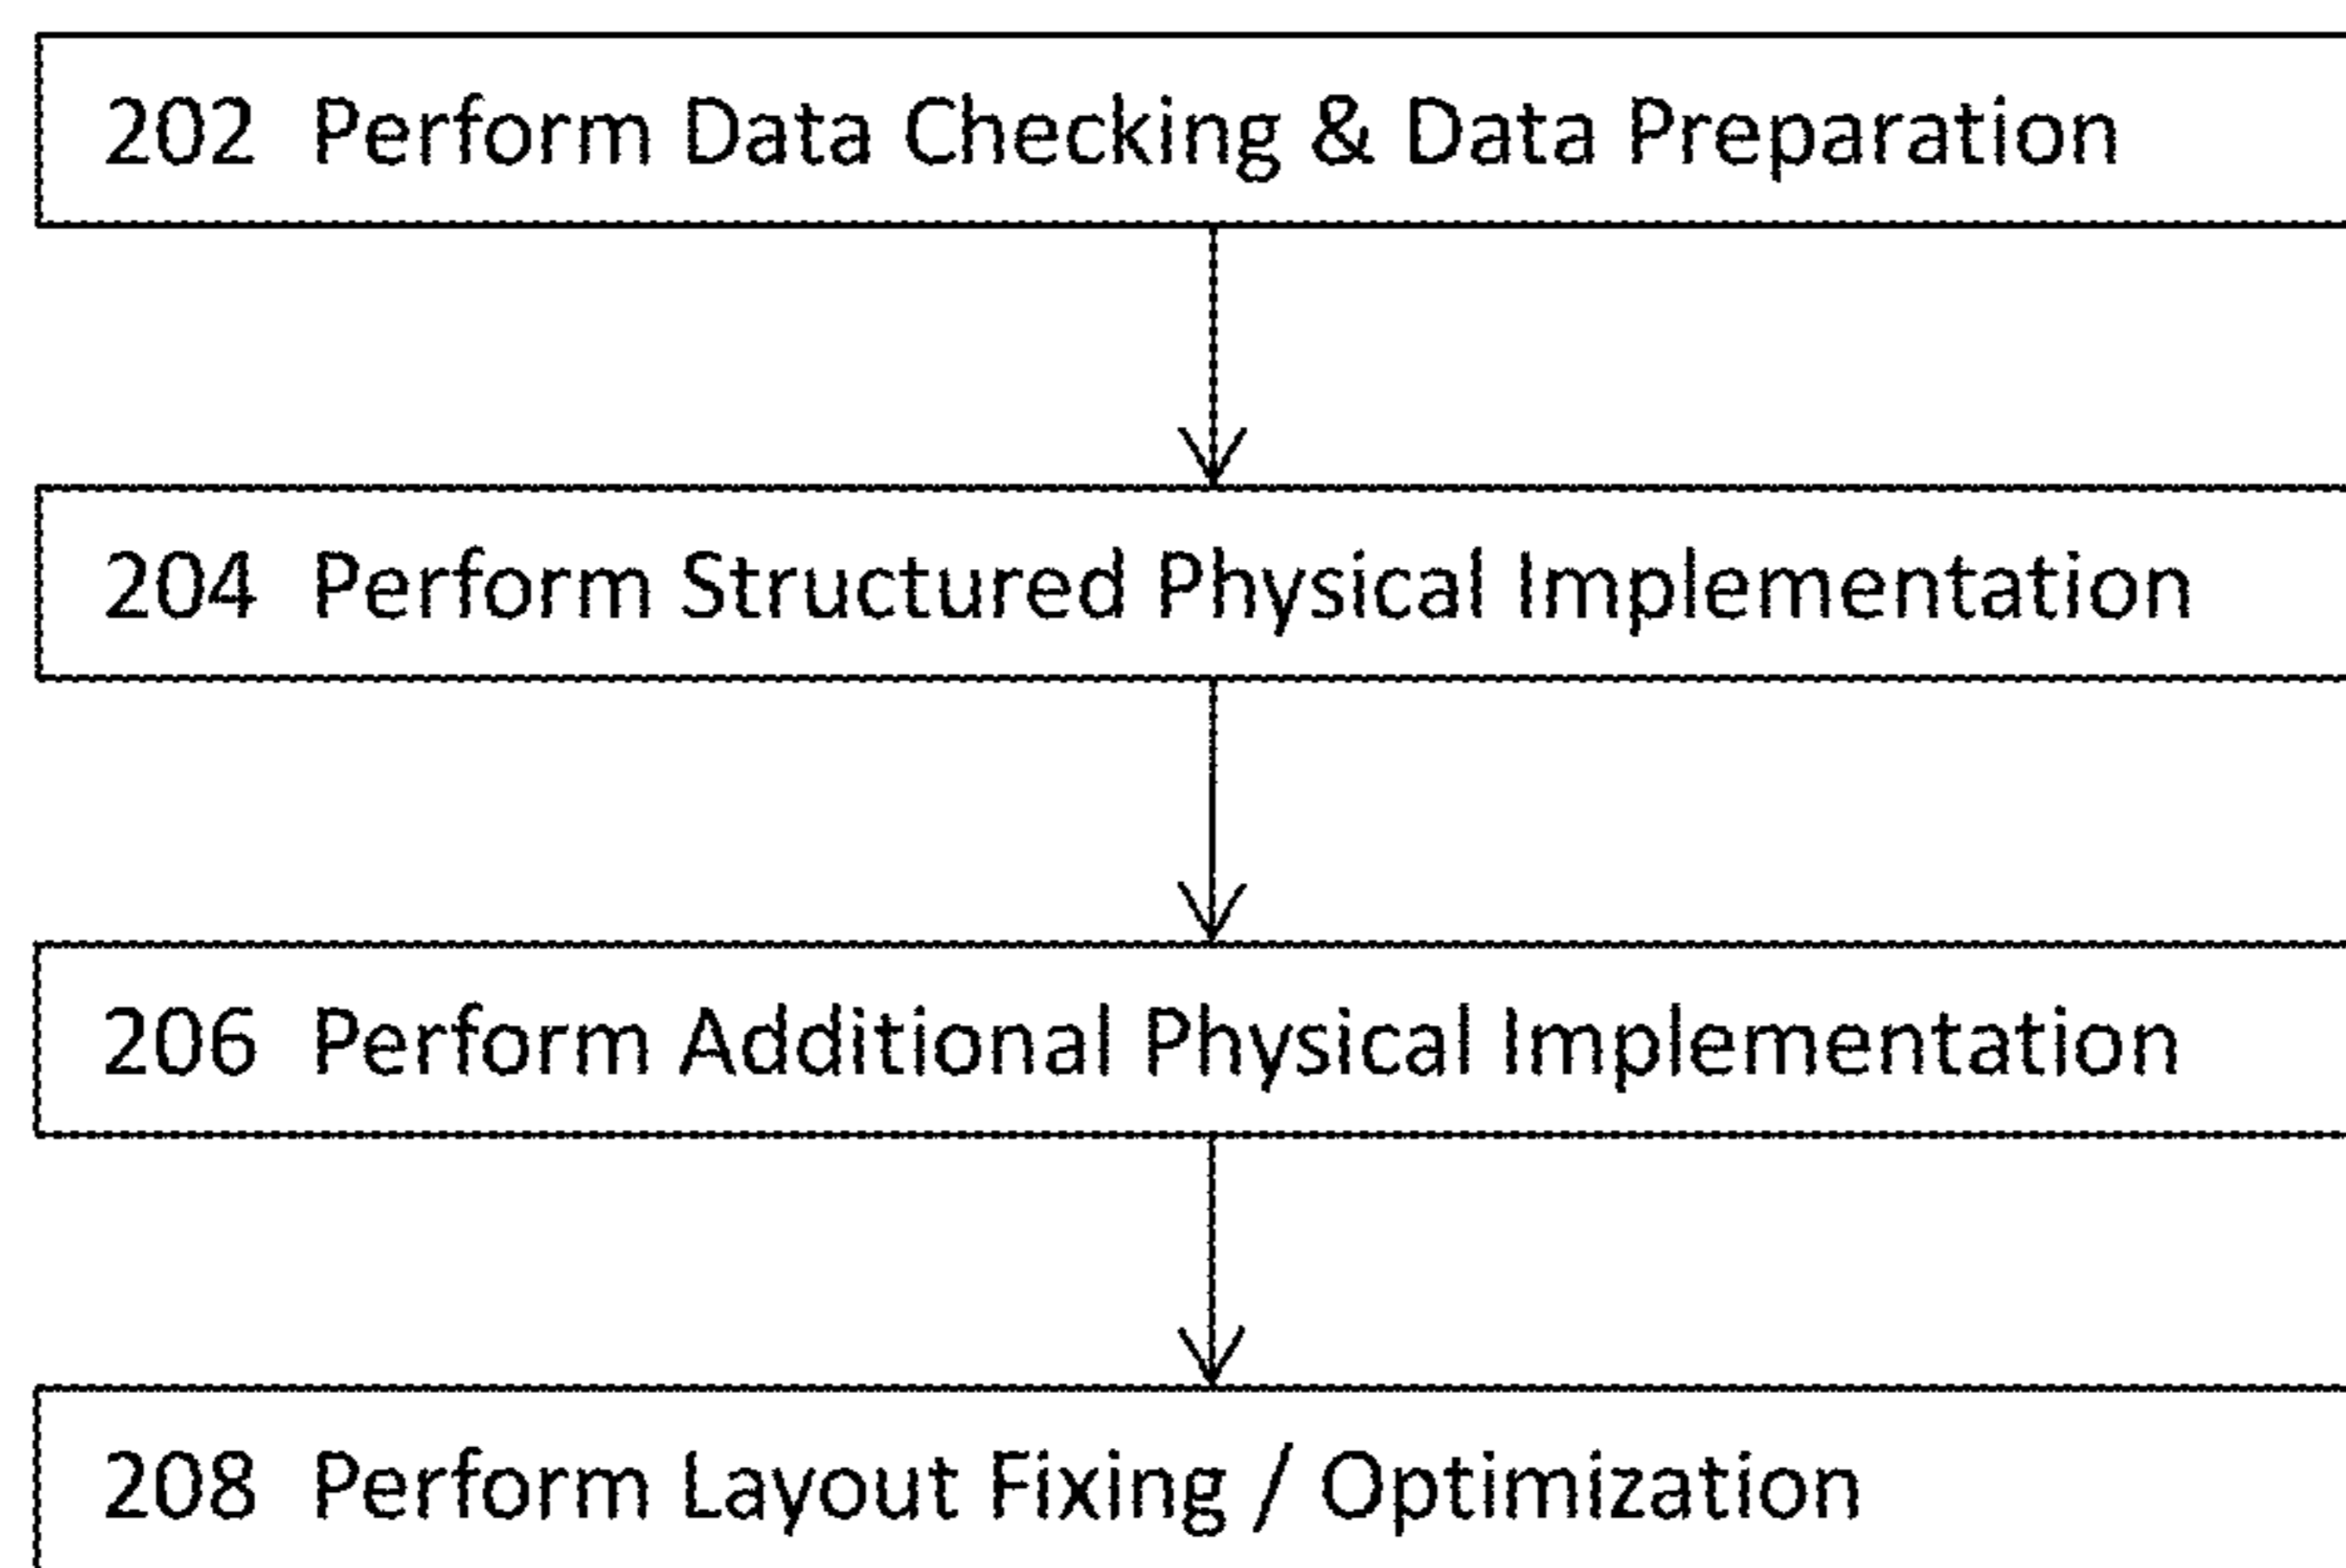 202 Perform Data Checking & Data Preparation
204 Perform Structured Physical Implementation
206 Perform Additional Physical Implementation
208 Perform Layout Fixing / Optimization